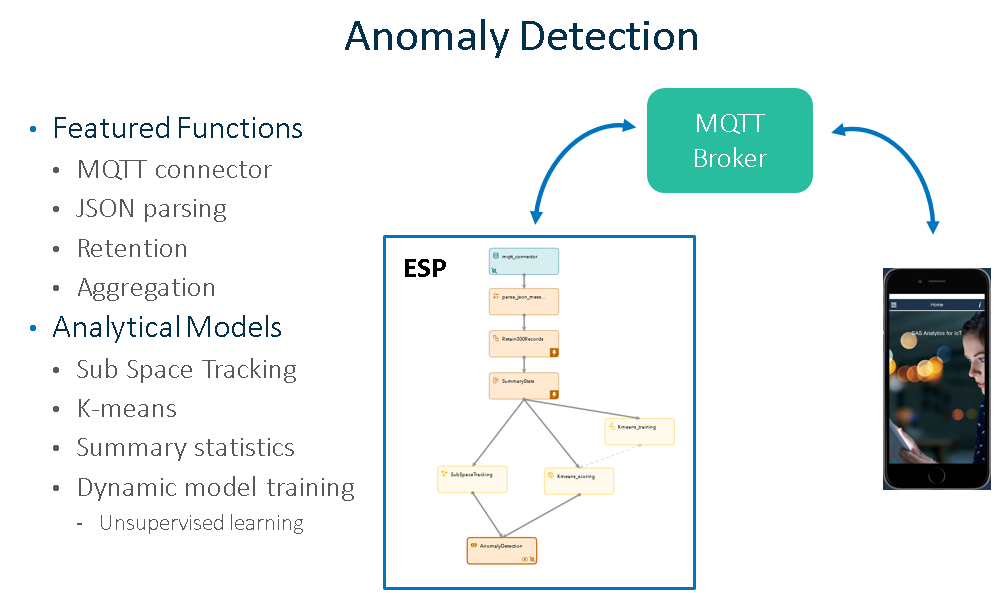 Anomaly Detection
• Featured Functions
• MQTT connector
• JSON parsing
• Retention
• Aggregation
• Analytical Models
• Sub Space Tracking
• K-means
• Summary statistics
• Dynamic model training
- Unsupervised learning
MQTT
Broker
ESP
mqtt_connector
parse_json_mess...
Retain300Records
SummaryStats
Kmeans_training
SubSpaceTracking
Kmeans_scoring
AnomalyDetection
Home
SAS Analytics for IoT